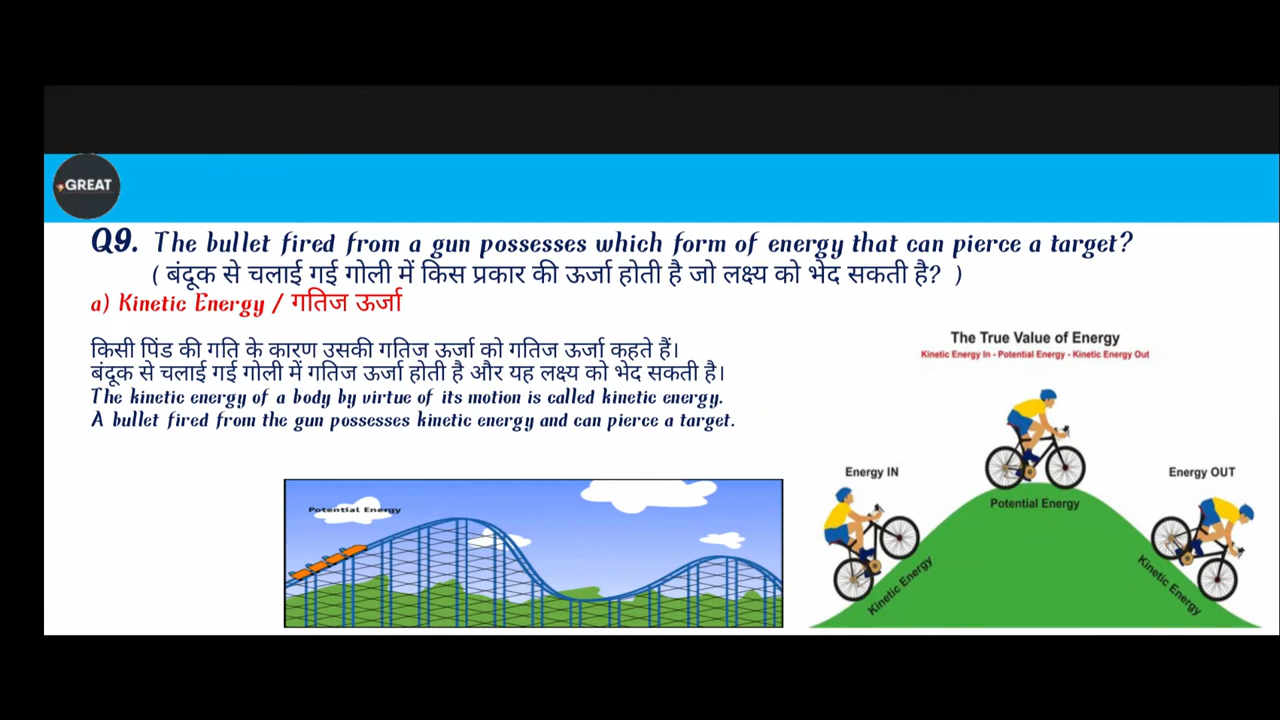 GREAT
Q9. The bullet fired from a gun possesses which form of energy that can pierce a target?
( बंदूक से चलाई गई गोली में किस प्रकार की ऊर्जा होती है जो लक्ष्य को भेद सकती है? )
a) Kinetic Energy / गतिज ऊर्जा
किसी पिंड की गति के कारण उसकी गतिज ऊर्जा को गतिज ऊर्जा कहते हैं।
बंदूक से चलाई गई गोली में गतिज ऊर्जा होती है और यह लक्ष्य को भेद सकती है।
The kinetic energy of a body by virtue of its motion is called kinetic energy.
A bullet fired from the gun possesses kinetic energy and can pierce a target.
Potential Energy
The True Value of Energy
Kinetic Energy In - Potential Energy - Kinetic Energy Out
Energy IN
Energy OUT
Potential Energy
Kinetic Energy
Kinetic Energy